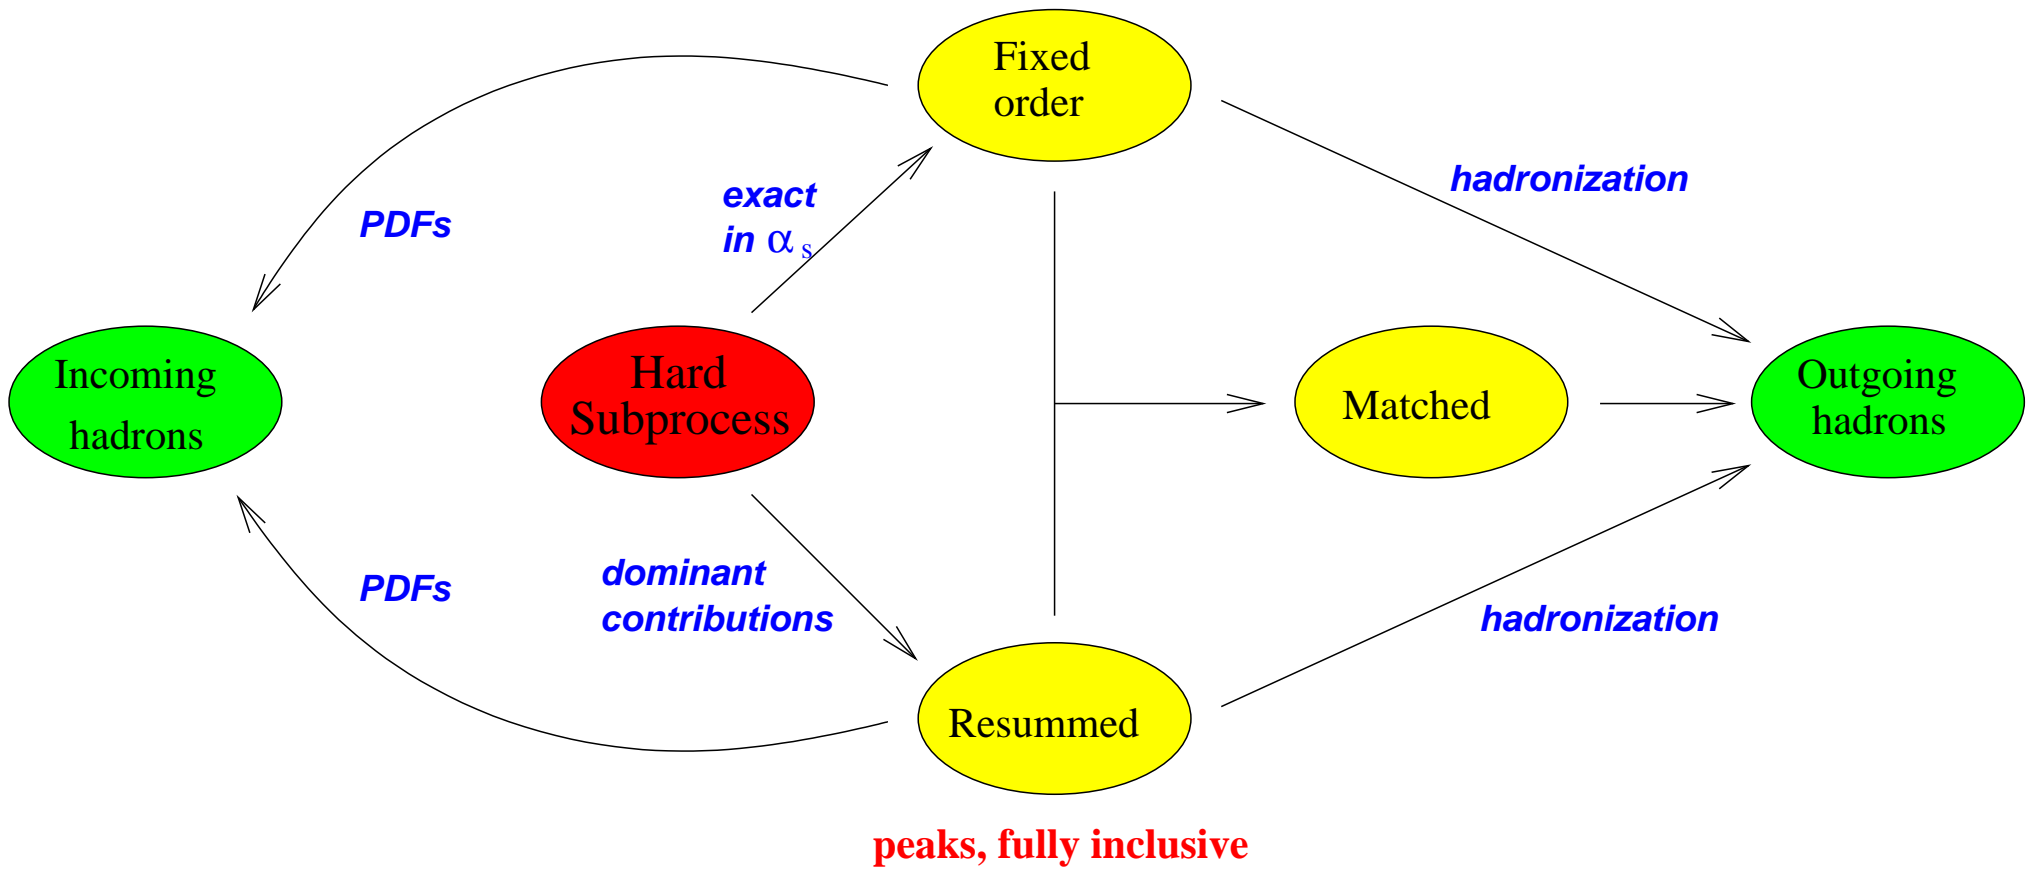 Fixed
order
hadronization
exact
in α s
PDFs
Incoming
hadrons
Hard
Subprocess
Matched
Outgoing
hadrons
PDFs
dominant
contributions
hadronization
Resummed
peaks, fully inclusive